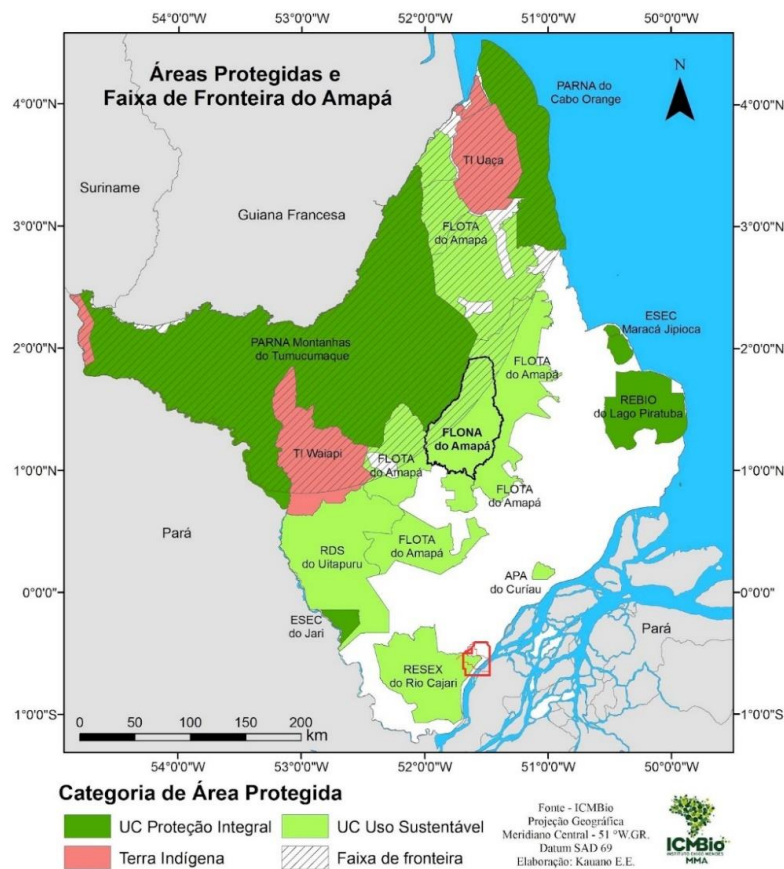 54°0'0"W 53°0'0"W 52°0'0"W 51°0'0"W 50°0'0"W
Áreas Protegidas e
Faixa de Fronteira do Amapá
N
PARNA do
Cabo Orange
4°0'0"N
4°0'0"N
TI Uaça
Suriname
Guiana Francesa
3°0'0"N
3°0'0"N
FLOTA
do Amapá
ESEC
Maracá Jipioca
2°0'0"N
2°0'0"N
PARNA Montanhas
do Tumucumaque
FLOTA
do Amapá
REBIO
do Lago Piratuba
FLONA
do Amapá
TI Waiapi
FLOTA
do Amapá
1°0'0"N
1°0'0"N
FLOTA
do Amapá
Pará
RDS
do Uitapuru
FLOTA
do Amapá
APA
do Curíau
0°0'0"
0°0'0"
ESEC
do Jari
Pará
RESEX
do Rio Cajari
1°0'0"S
1°0'0"S
0 50 100 150 200
km
54°0'0"W 53°0'0"W 52°0'0"W 51°0'0"W 50°0'0"W
Categoria de Área Protegida
UC Proteção Integral
UC Uso Sustentável
Terra Indígena
Faixa de fronteira
Fonte - ICMBio
Projeção Geográfica
Meridiano Central - 51 °W.GR.
Datum SAD 69
Elaboração: Kauano E.E.
ICMBio
INSTITUTO CHICO MENDES
MMA